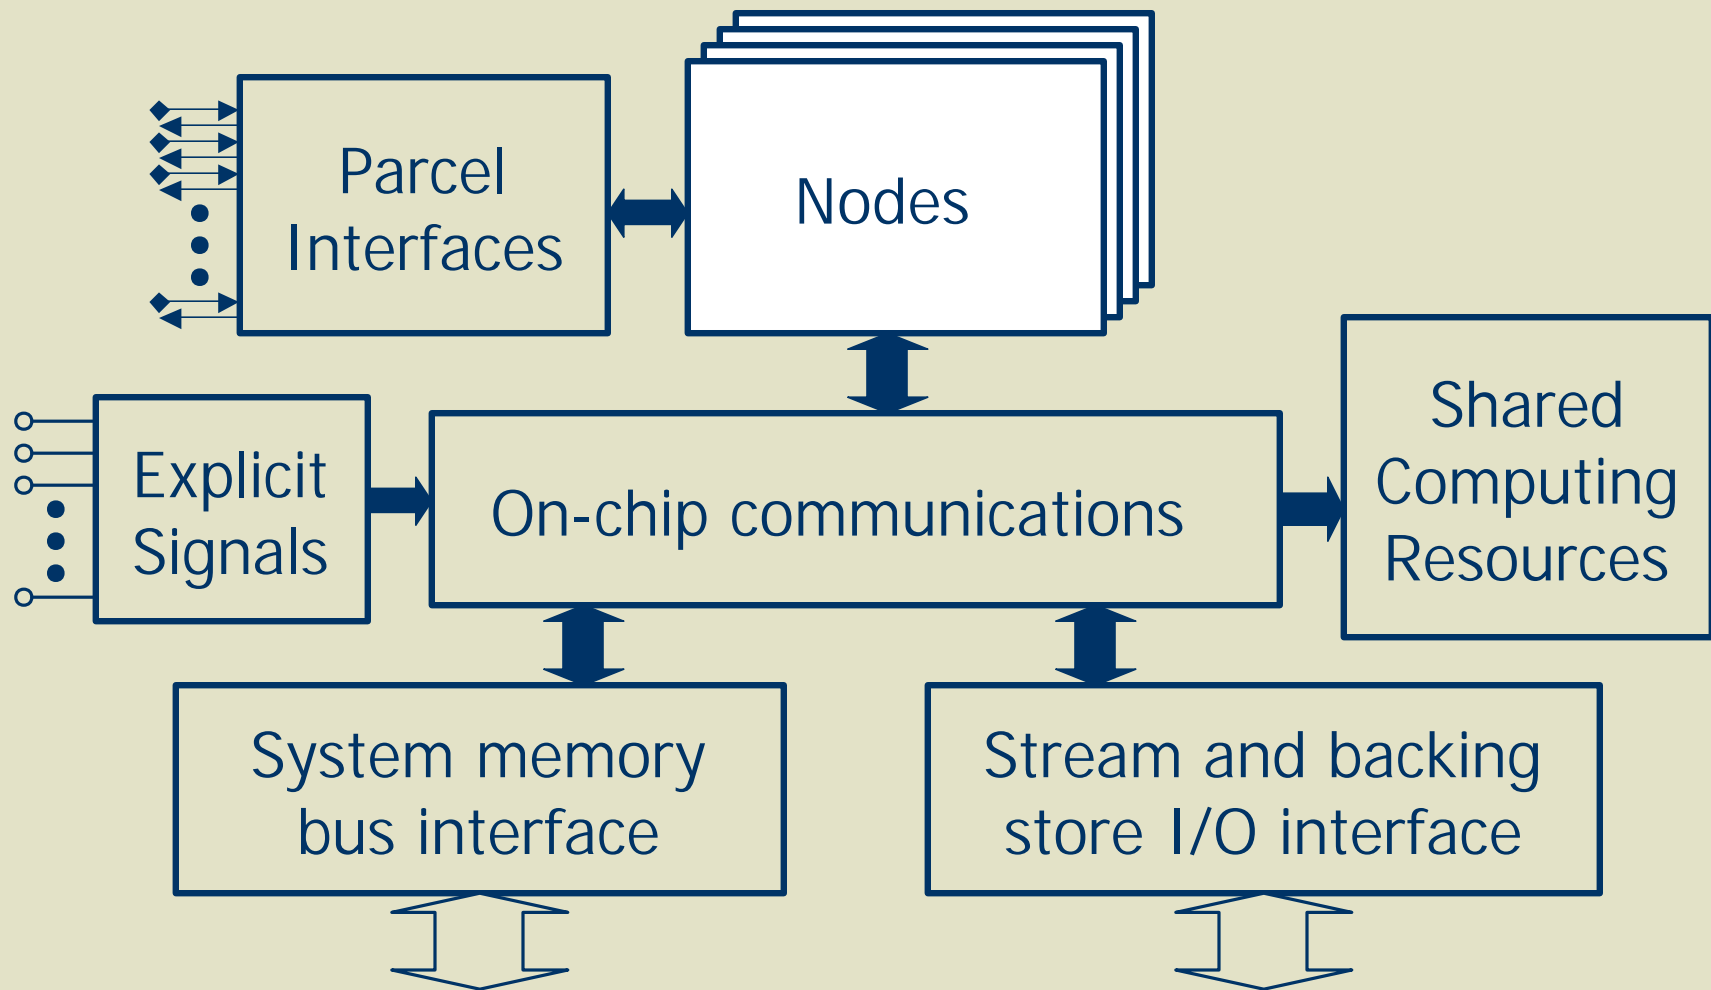 Parcel
Interfaces
Nodes
Explicit
Signals
On-chip communications
Shared
Computing
Resources
System memory
bus interface
Stream and backing
store I/O interface